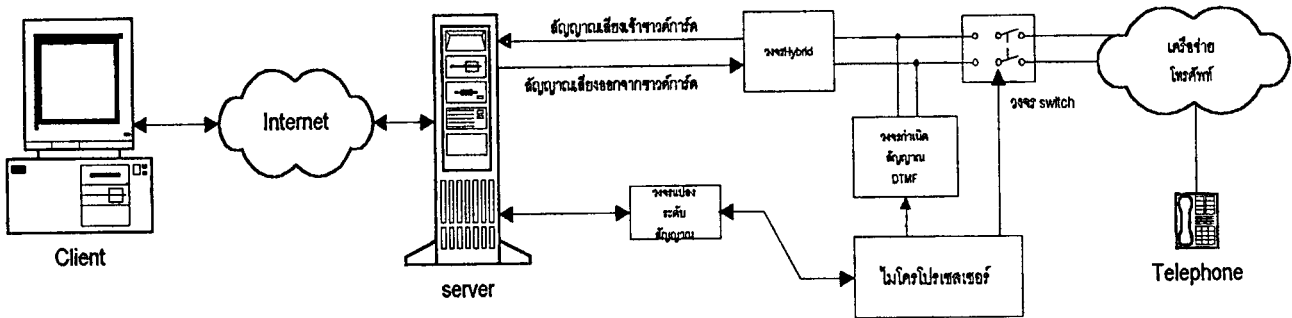 สัญญาณเสียงเข้าซาวด์การ์ด
สัญญาณเสียงออกจากซาวด์การ์ด
วงจรHybrid
วงจร switch
เครือข่าย
โทรศัพท์
Internet
วงจรกำเนิด
สัญญาณ
DTMF
วงจรแปลง
ระดับ
สัญญาณ
ไมโครโปรเซสเซอร์
Client
server
Telephone